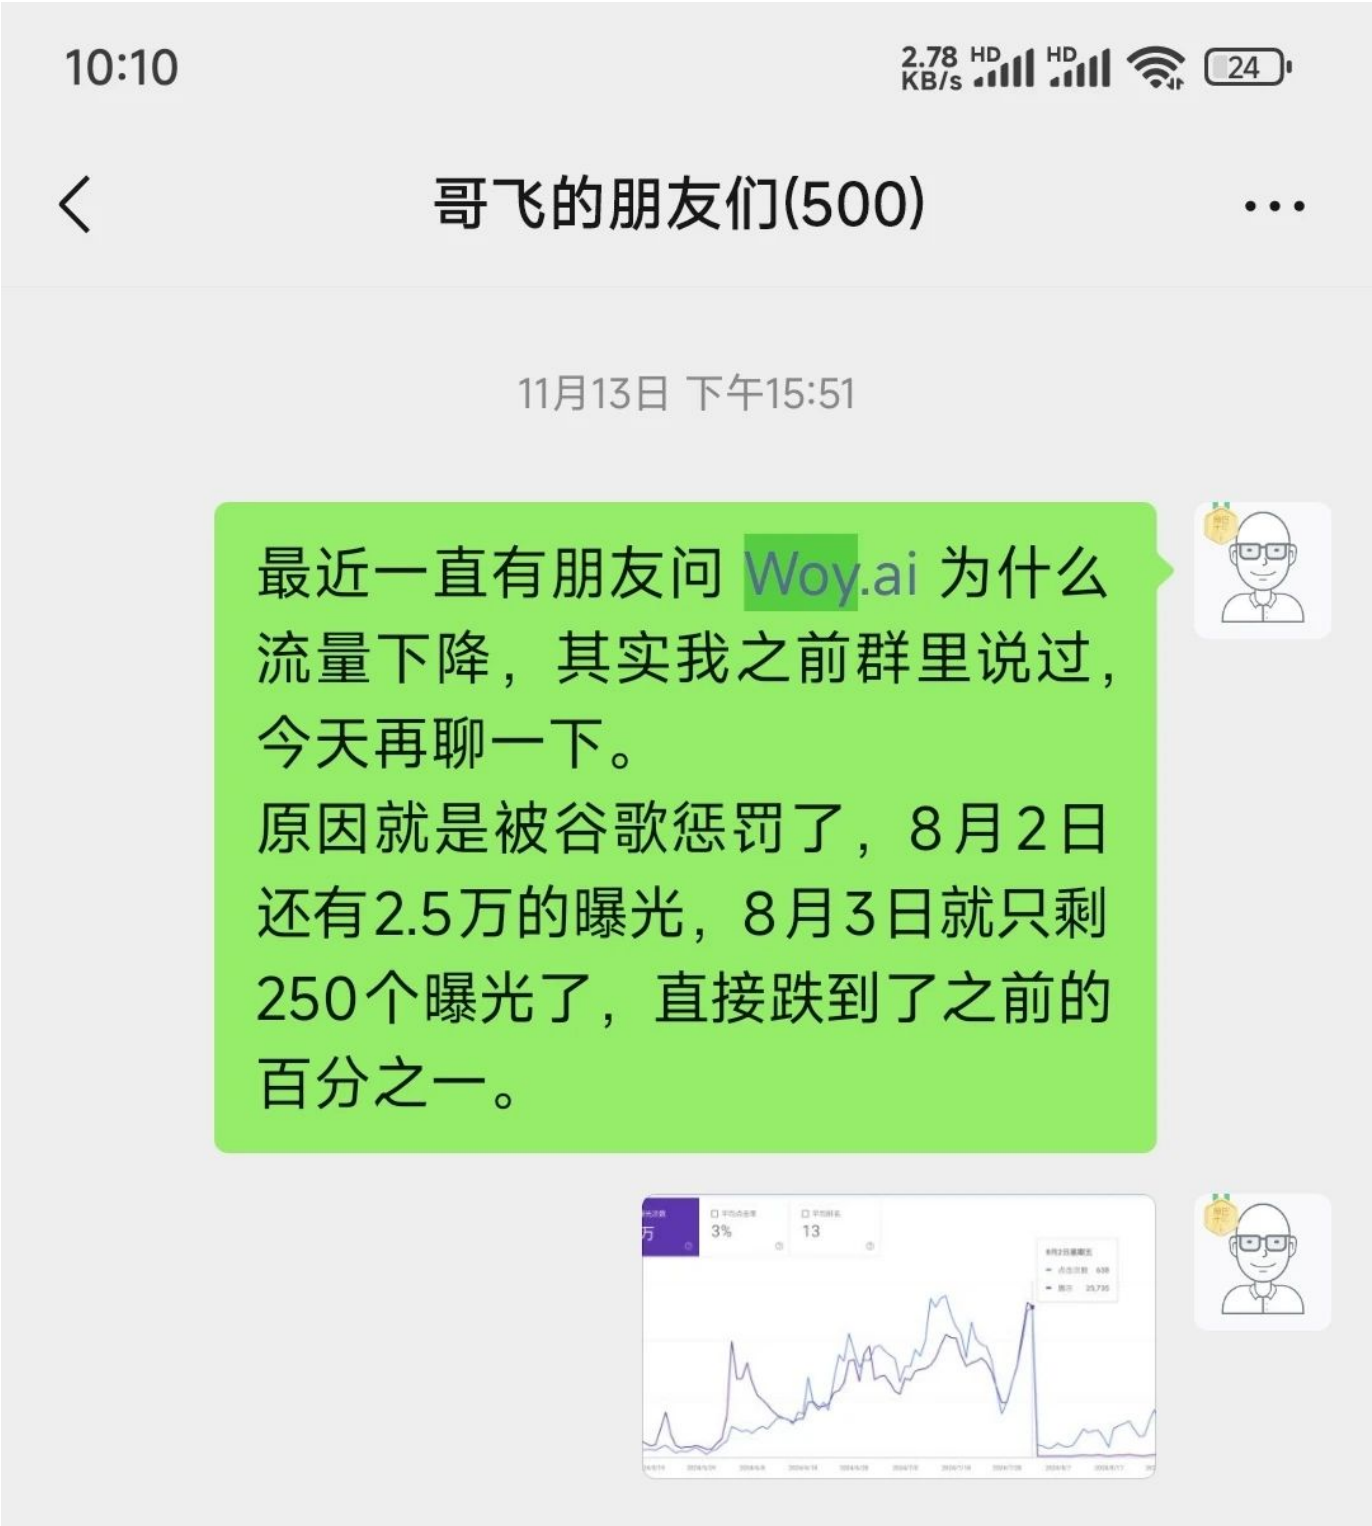 10:10
2.78 HD HD
KB/s
24
哥飞的朋友们(500)
11月13日 下午15:51
最近一直有朋友问 Woy.ai 为什么
流量下降，其实我之前群里说过，
今天再聊一下。
原因就是被谷歌惩罚了，8月2日
还有2.5万的曝光，8月3日就只剩
250个曝光了，直接跌到了之前的
百分之一。
万
3%
13